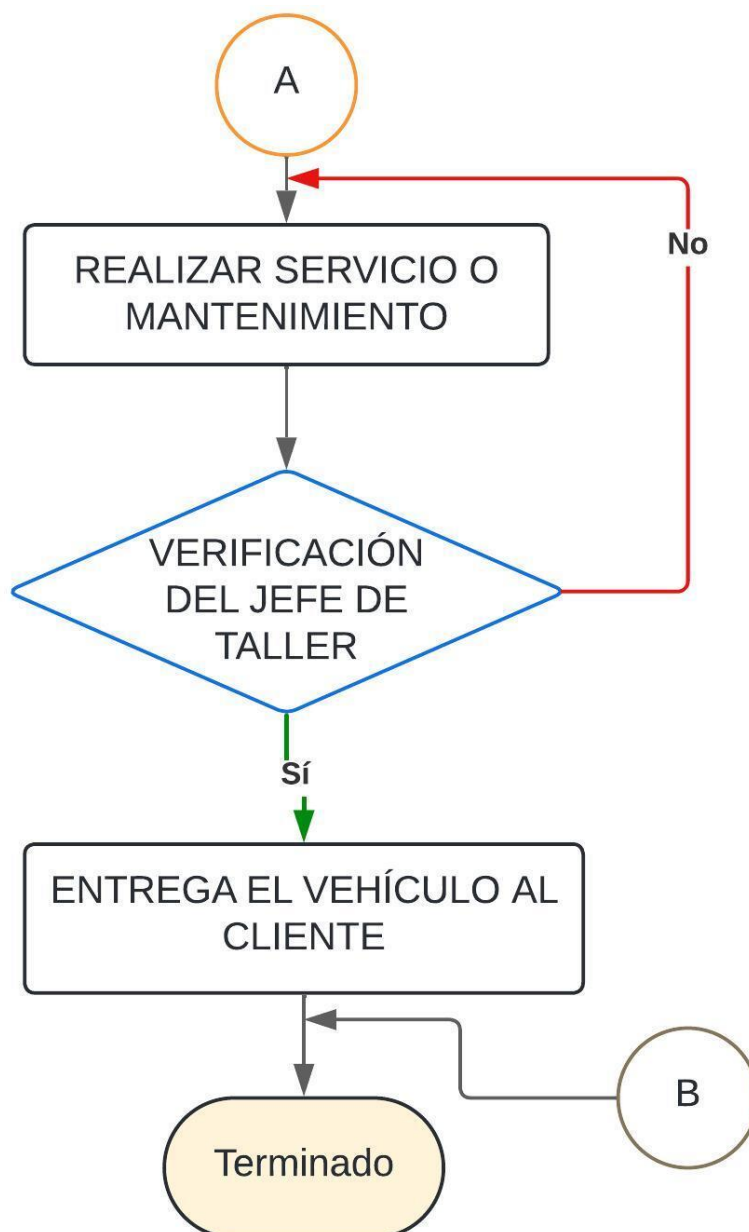 A
No
REALIZAR SERVICIO O
MANTENIMIENTO
VERIFICACIÓN
DEL JEFE DE
TALLER
Sí
ENTREGA EL VEHÍCULO AL
CLIENTE
B
Terminado